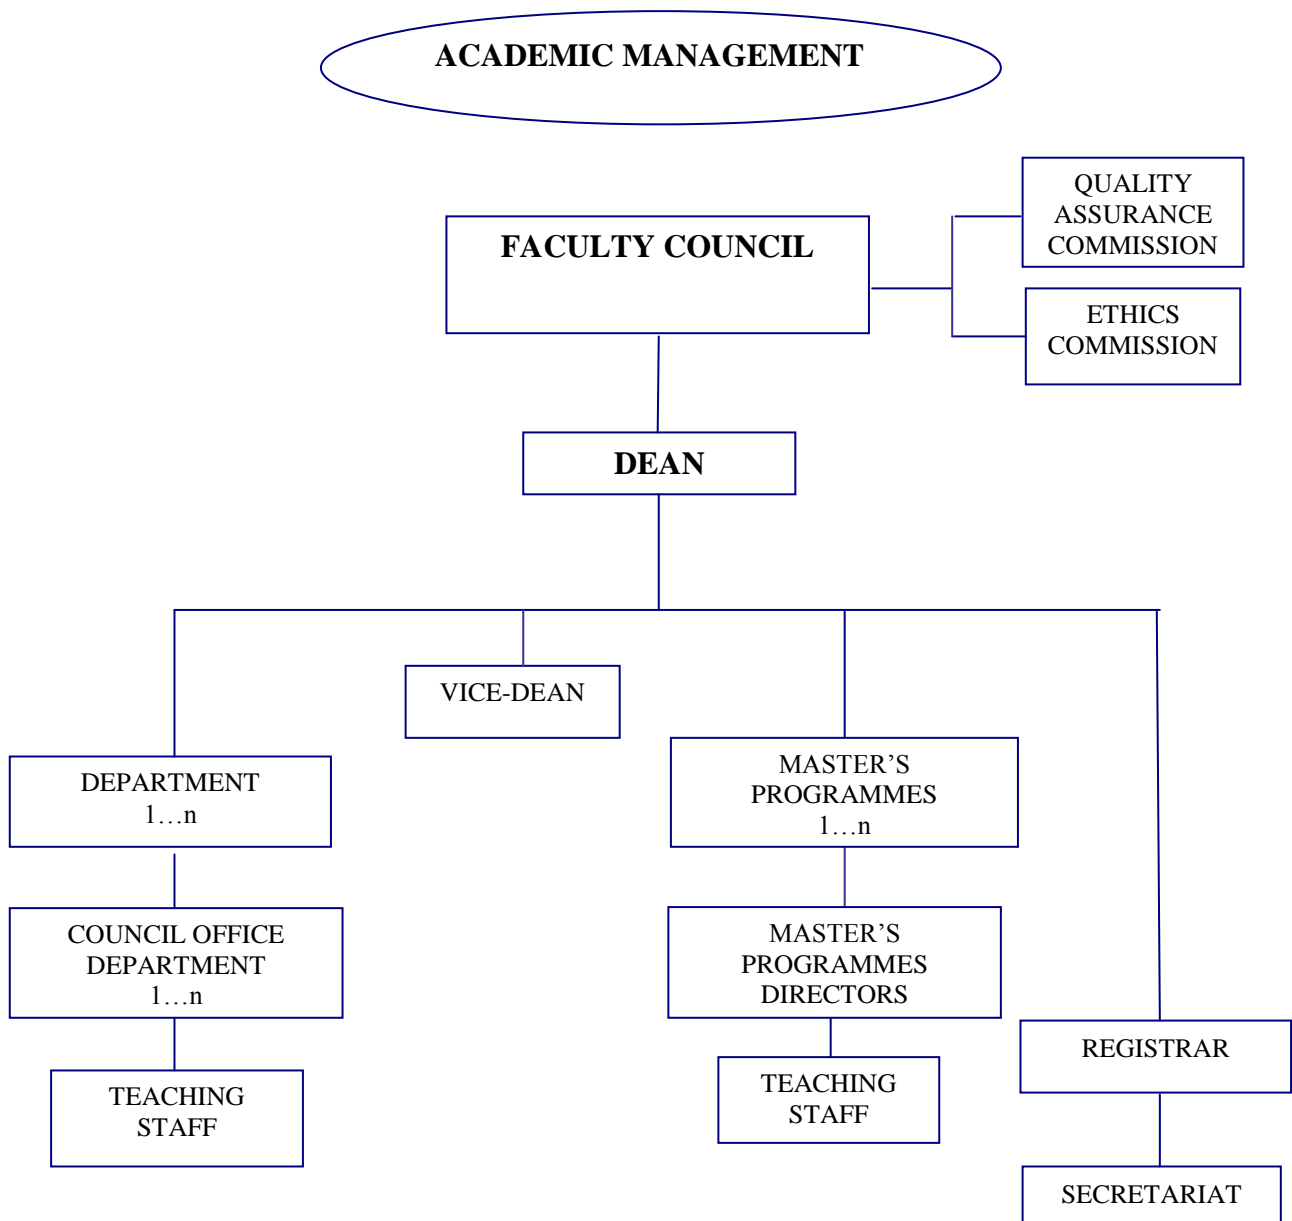 ACADEMIC MANAGEMENT
QUALITY
ASSURANCE
COMMISSION
FACULTY COUNCIL
ETHICS
COMMISSION
DEAN
VICE-DEAN
DEPARTMENT
1…n
MASTER’S
PROGRAMMES
1…n
COUNCIL OFFICE
DEPARTMENT
1…n
MASTER’S
PROGRAMMES
DIRECTORS
REGISTRAR
TEACHING
STAFF
TEACHING
STAFF
SECRETARIAT